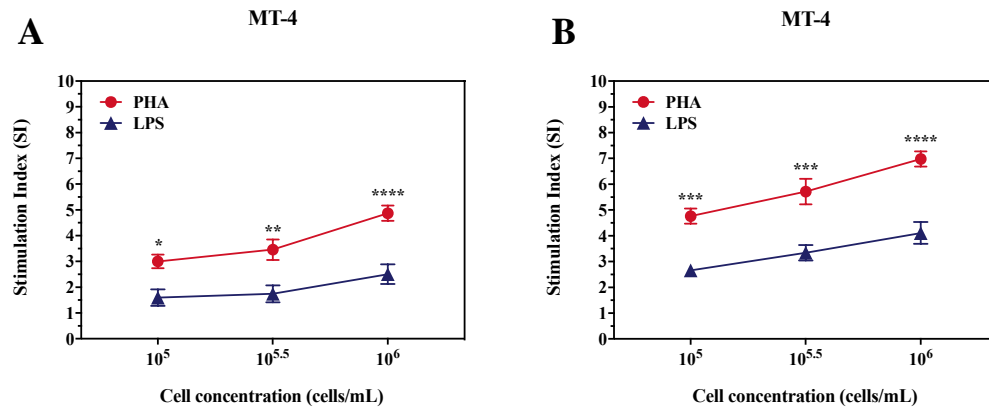 A
MT-4
Stimulation Index (SI)
10
9
8
7
6
5
4
3
2
1
0
PHA
LPS
*
**
****
10^5
10^5.5
10^6
Cell concentration (cells/mL)
B
MT-4
Stimulation Index (SI)
10
9
8
7
6
5
4
3
2
1
0
PHA
LPS
***
***
****
10^5
10^5.5
10^6
Cell concentration (cells/mL)